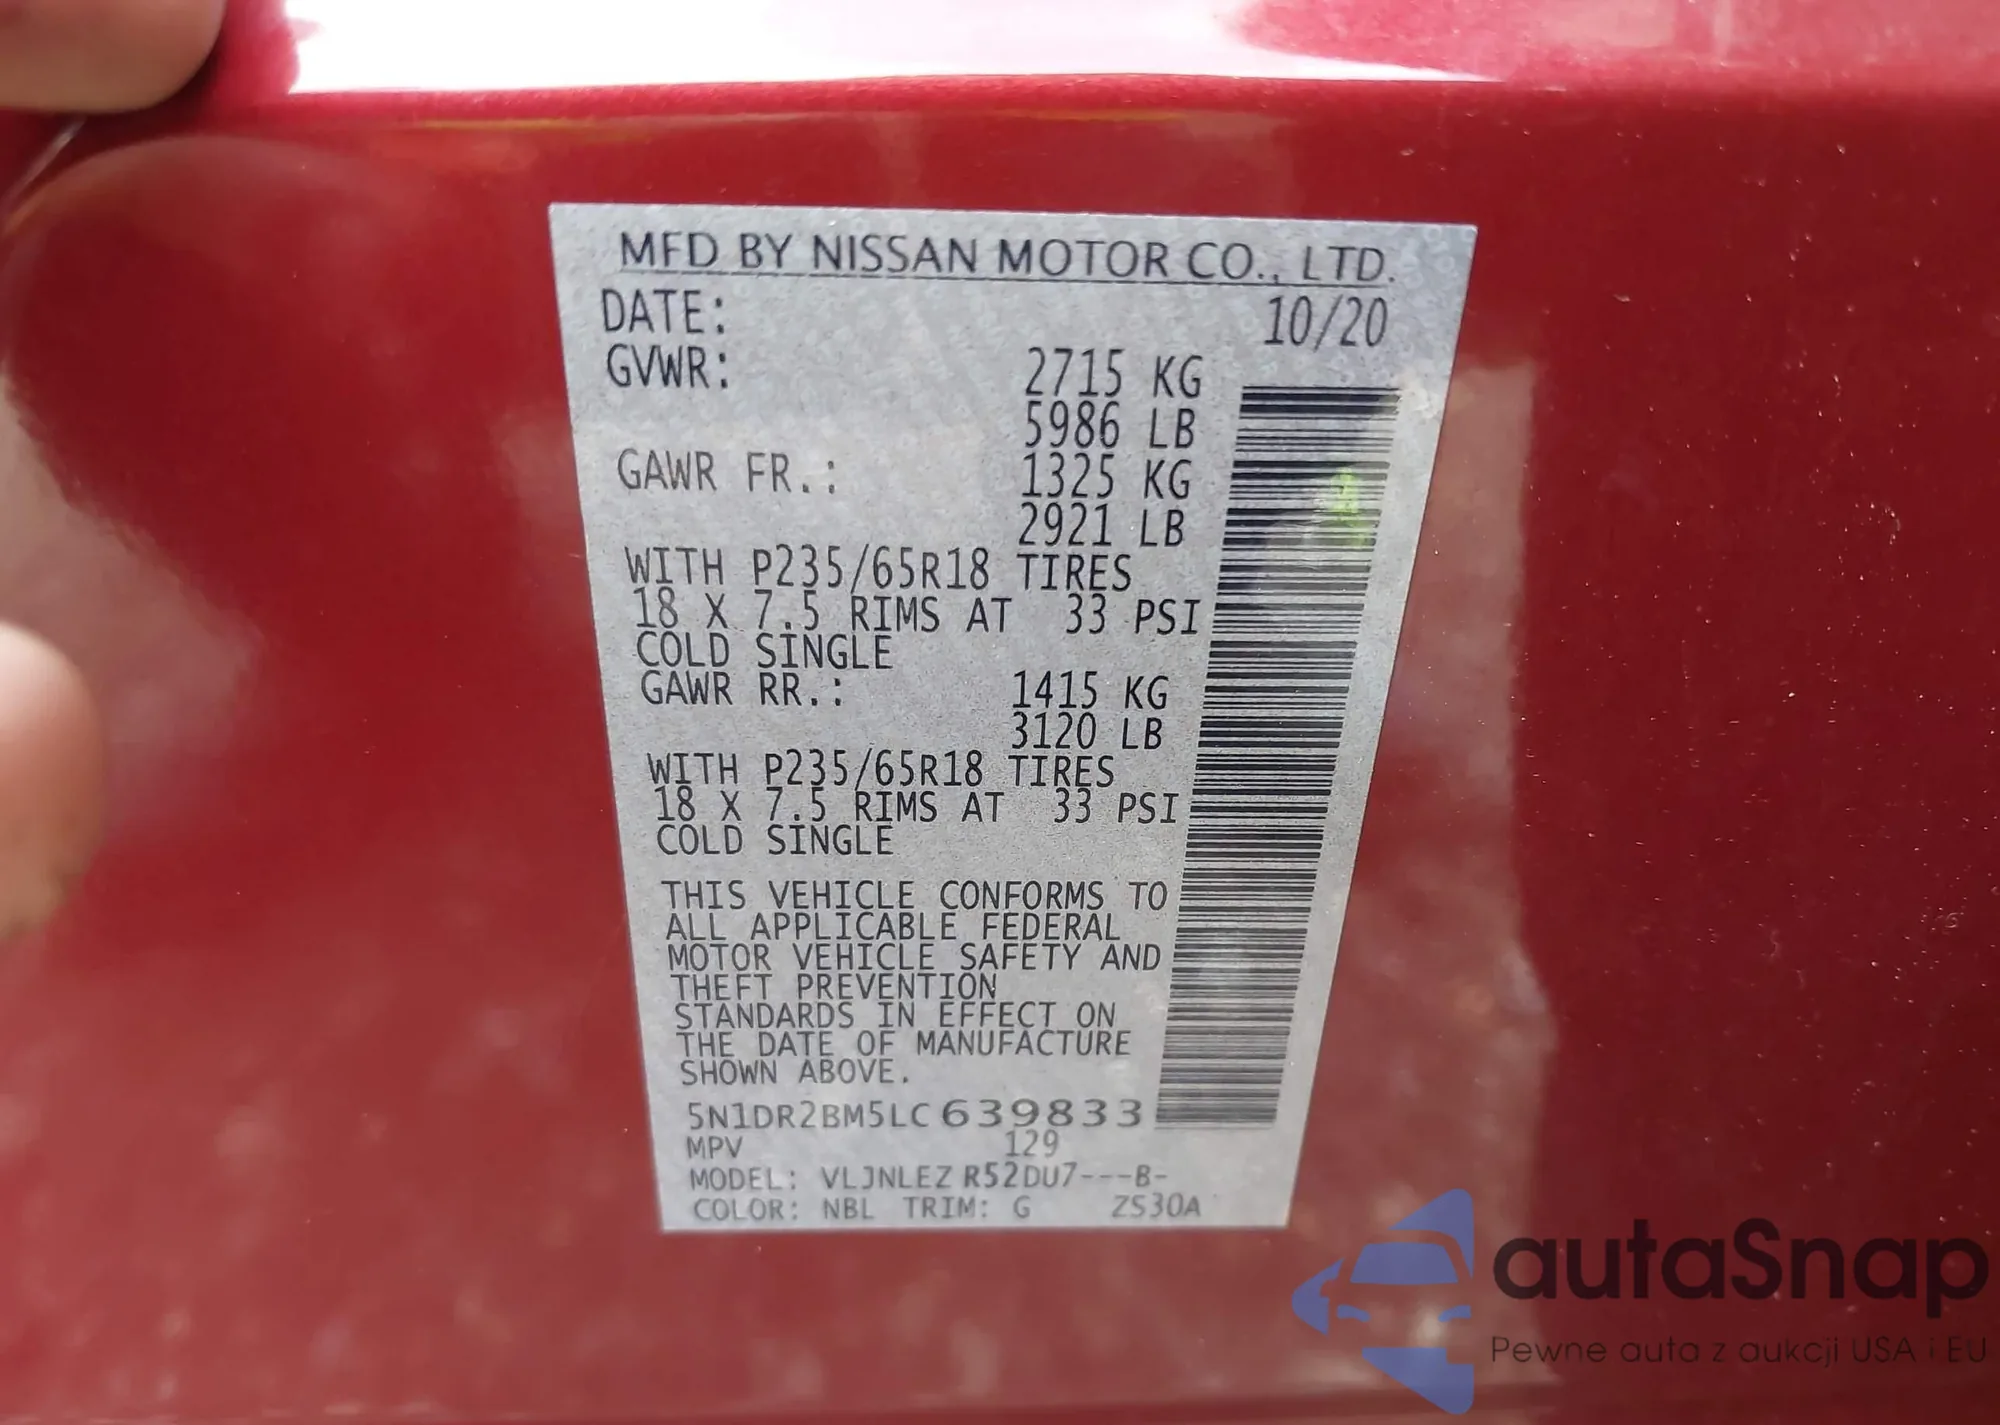 MFD BY NISSAN MOTOR CO., LTD.
DATE: 10/20
GVWR: 2715 KG
5986 LB
GAWR FR.: 1325 KG
2921 LB
WITH P235/65R18 TIRES
18 X 7.5 RIMS AT 33 PSI
COLD SINGLE
GAWR RR.: 1415 KG
3120 LB
WITH P235/65R18 TIRES
18 X 7.5 RIMS AT 33 PSI
COLD SINGLE
THIS VEHICLE CONFORMS TO
ALL APPLICABLE FEDERAL
MOTOR VEHICLE SAFETY AND
THEFT PREVENTION
STANDARDS IN EFFECT ON
THE DATE OF MANUFACTURE
SHOWN ABOVE.
5N1DR2BM5LC639833
MPV 129
MODEL: VLJNLEZ R52DU7---B-
COLOR: NBL TRIM: G ZS30A
autaSnap
Pewne auta z aukcji USA i EU